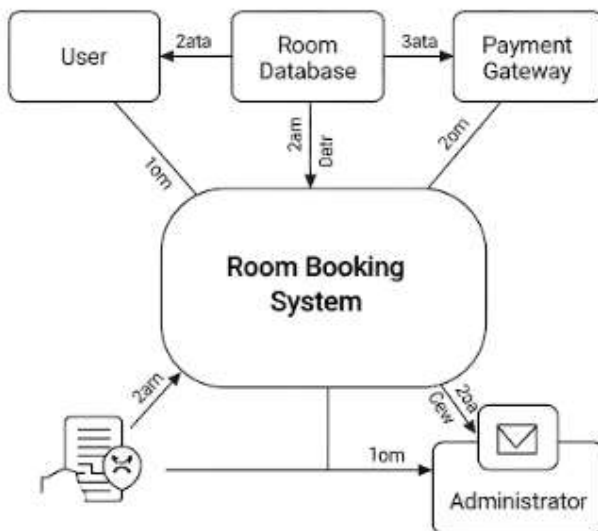 User
2ata
Room
Database
3ata
Payment
Gateway
1om
2am
Datr
2om
Room Booking
System
2am
2oa
Cew
1om
Administrator